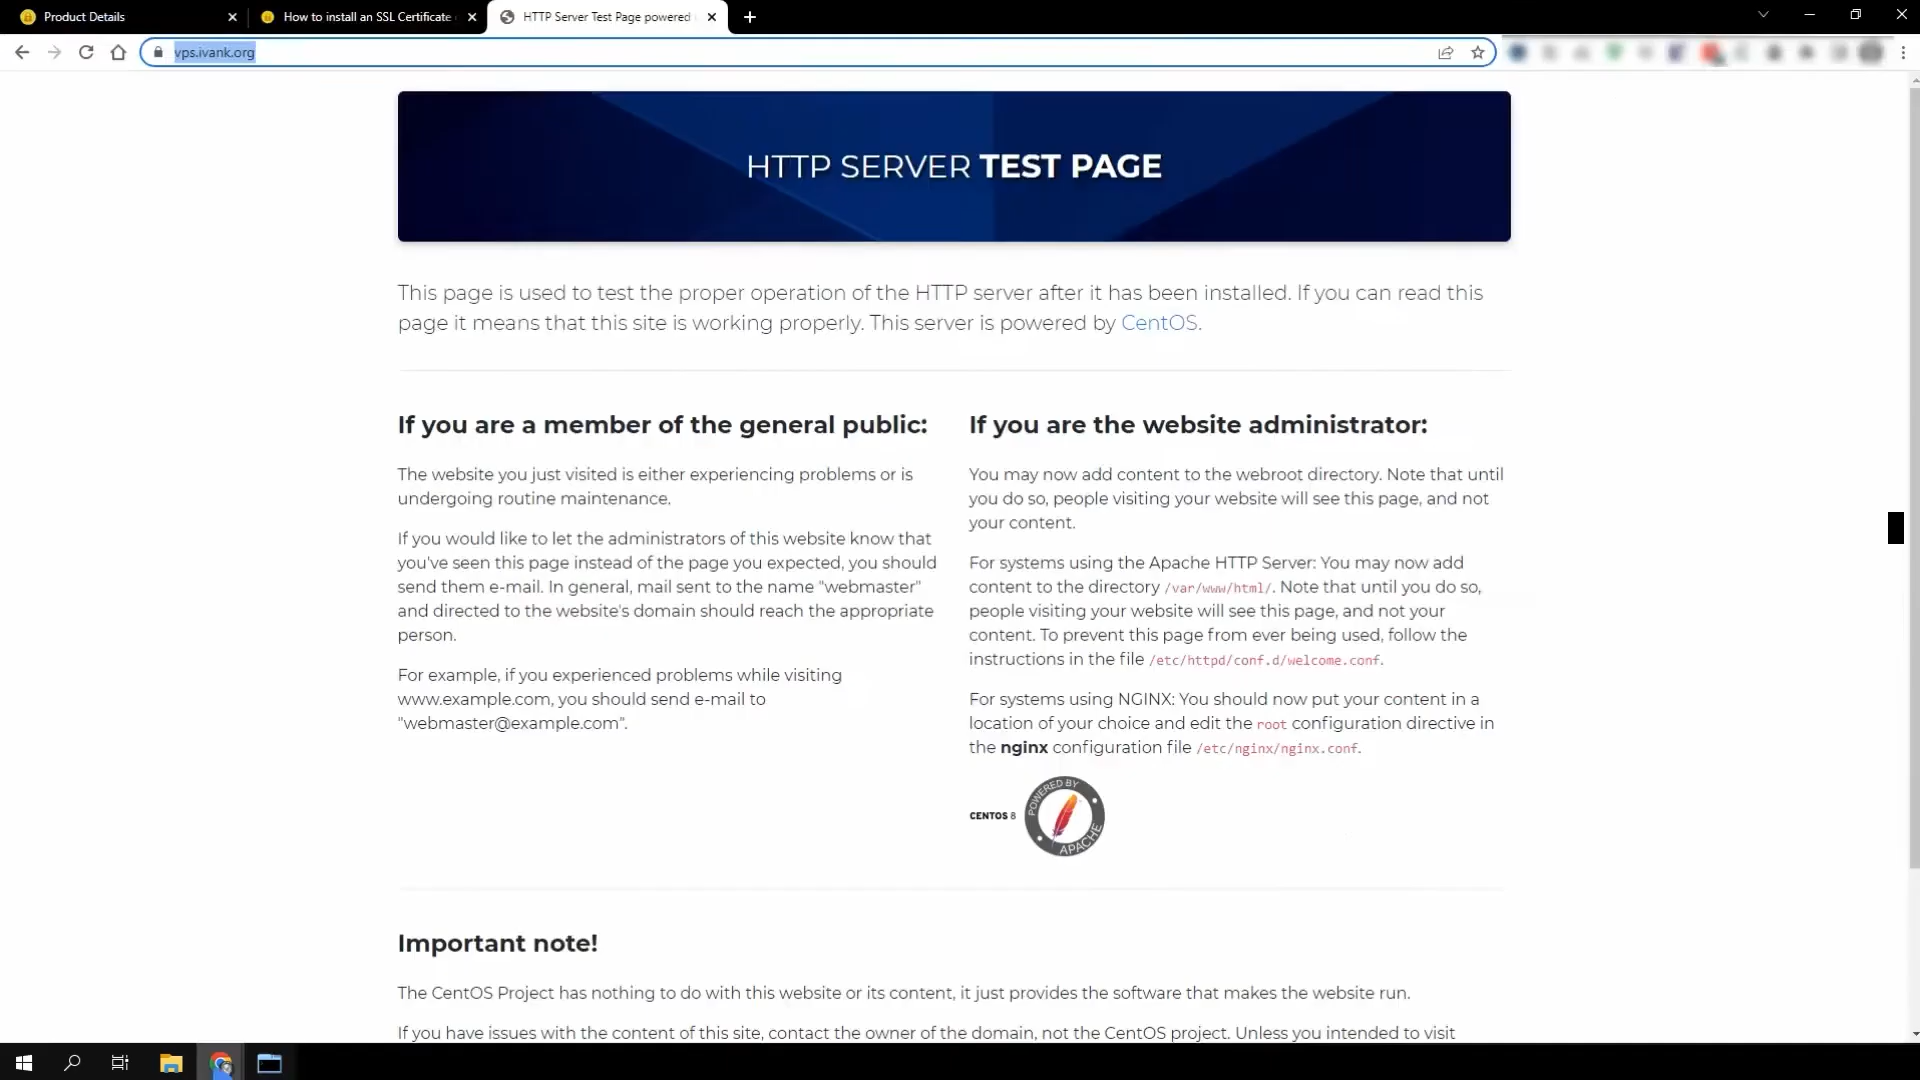 Product Details
How to install an SSL Certificate
HTTP Server Test Page powered
vps.ivank.org
HTTP SERVER TEST PAGE
This page is used to test the proper operation of the HTTP server after it has been installed. If you can read this
page it means that this site is working properly. This server is powered by CentOS.
If you are a member of the general public:
The website you just visited is either experiencing problems or is
undergoing routine maintenance.
If you would like to let the administrators of this website know that
you've seen this page instead of the page you expected, you should
send them e-mail. In general, mail sent to the name "webmaster"
and directed to the website's domain should reach the appropriate
person.
For example, if you experienced problems while visiting
www.example.com, you should send e-mail to
"webmaster@example.com".
If you are the website administrator:
You may now add content to the webroot directory. Note that until
you do so, people visiting your website will see this page, and not
your content.
For systems using the Apache HTTP Server: You may now add
content to the directory /var/www/html/. Note that until you do so,
people visiting your website will see this page, and not your
content. To prevent this page from ever being used, follow the
instructions in the file /etc/httpd/conf.d/welcome.conf.
For systems using NGINX: You should now put your content in a
location of your choice and edit the root configuration directive in
the nginx configuration file /etc/nginx/nginx.conf.
CENTOS 8
POWERED BY
APACHE
Important note!
The CentOS Project has nothing to do with this website or its content, it just provides the software that makes the website run.
If you have issues with the content of this site, contact the owner of the domain, not the CentOS project. Unless you intended to visit